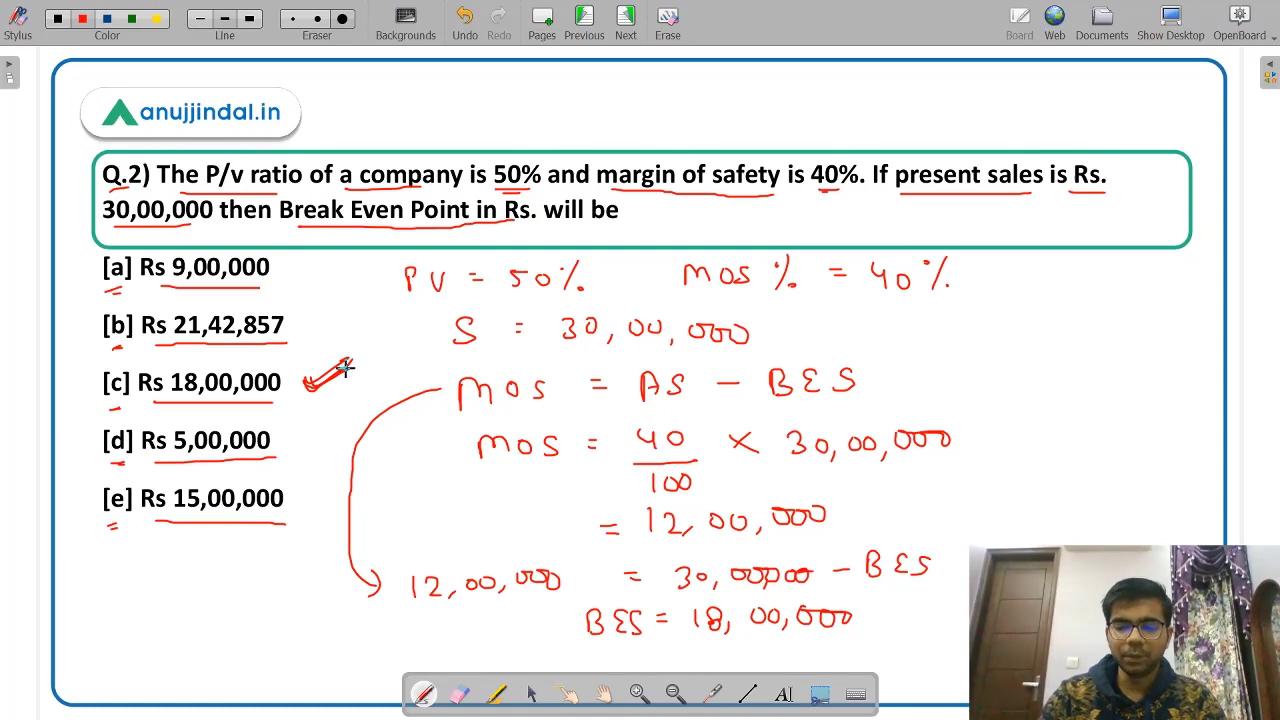 Stylus Color Line Eraser Backgrounds Undo Redo Pages Previous Next Erase Board Web Documents Show Desktop OpenBoard
anujjindal.in
Q.2) The P/v ratio of a company is 50% and margin of safety is 40%. If present sales is Rs.
30,00,000 then Break Even Point in Rs. will be
[a] Rs 9,00,000
PV = 50% MOS % = 40%
[b] Rs 21,42,857
S = 30,00,000
[c] Rs 18,00,000
MOS = AS - BES
[d] Rs 5,00,000
MOS = 40/100 × 30,00,000
[e] Rs 15,00,000
= 12,00,000
12,00,000 = 30,00000 - BES
BES = 18,00,000
AI